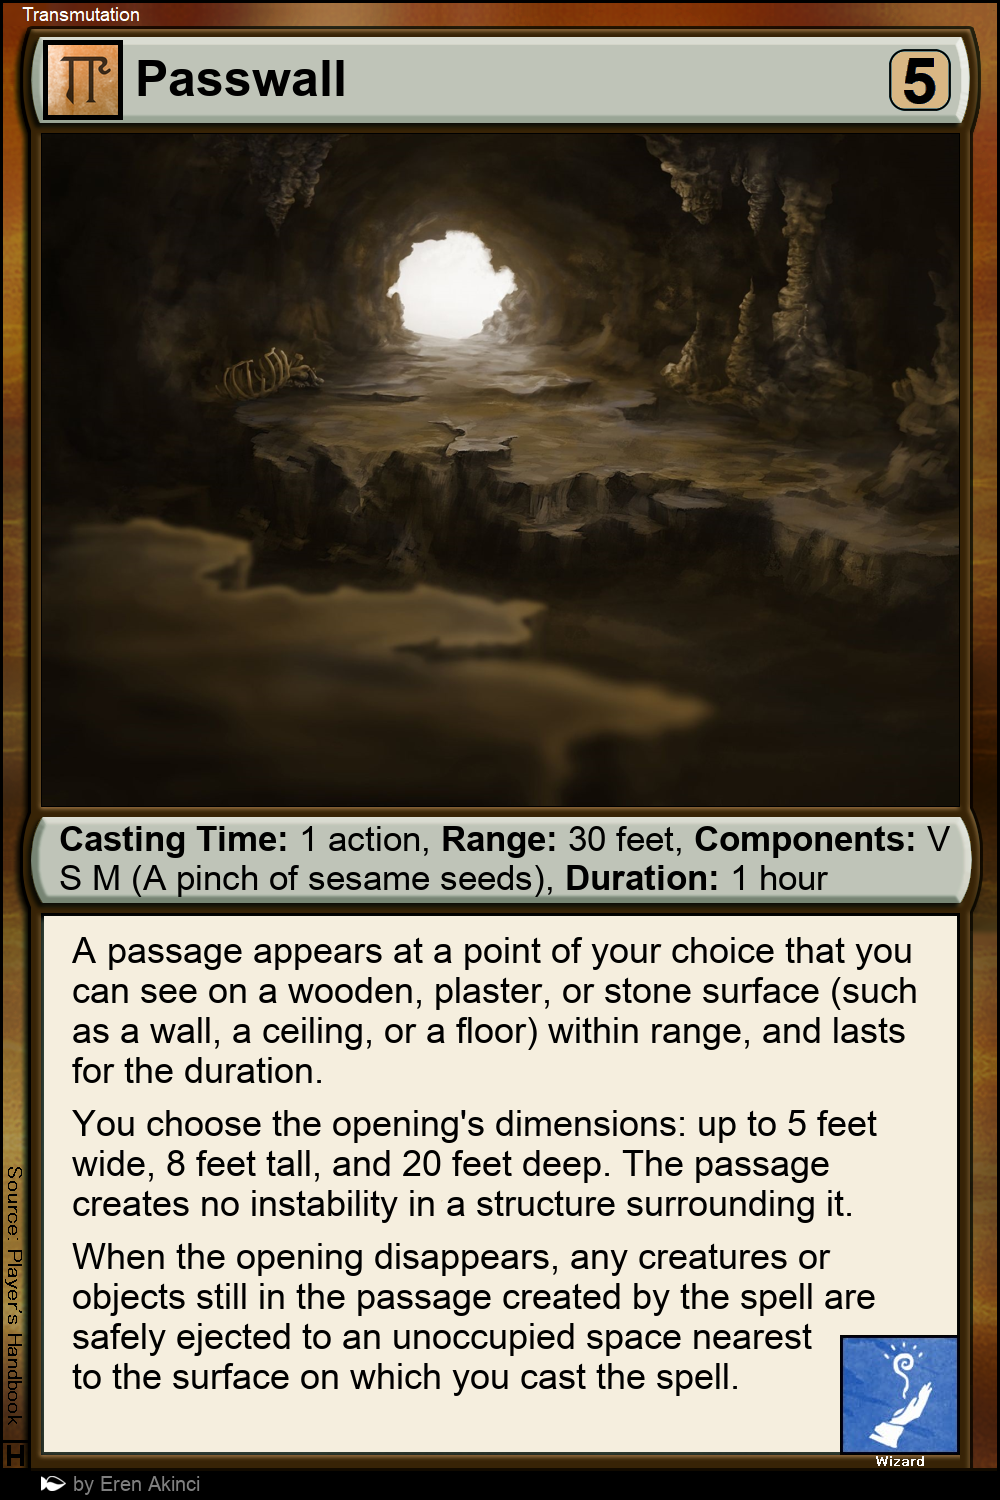 Transmutation
Passwall
5
Casting Time: 1 action, Range: 30 feet, Components: V
S M (A pinch of sesame seeds), Duration: 1 hour
A passage appears at a point of your choice that you
can see on a wooden, plaster, or stone surface (such
as a wall, a ceiling, or a floor) within range, and lasts
for the duration.
You choose the opening's dimensions: up to 5 feet
wide, 8 feet tall, and 20 feet deep. The passage
creates no instability in a structure surrounding it.
When the opening disappears, any creatures or
objects still in the passage created by the spell are
safely ejected to an unoccupied space nearest
to the surface on which you cast the spell.
Source: Player's Handbook
H
Wizard
by Eren Akinci